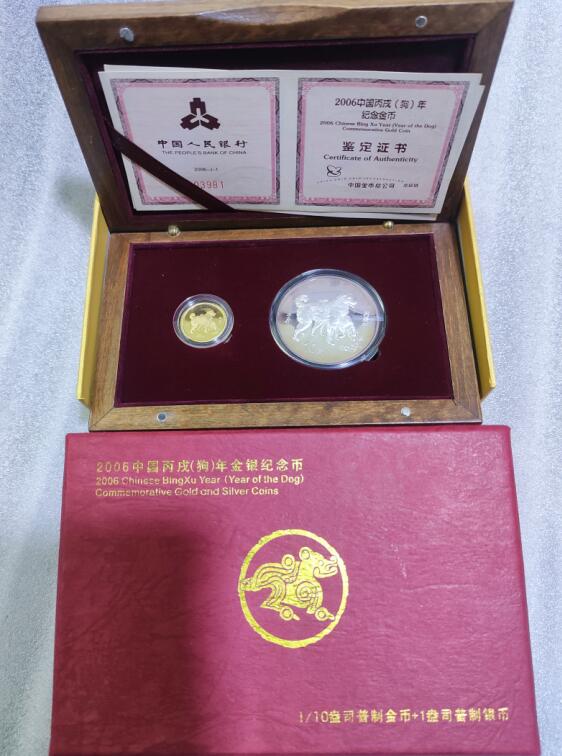 中国人民银行
THE PEOPLE'S BANK OF CHINA
2006-1-1
03981
2006中国丙戌(狗)年
纪念金币
2006 Chinese Bing Xu Year (Year of the Dog)
Commemorative Gold Coin
鉴定证书
Certificate of Authenticity
中国金币总公司
2006中国丙戌(狗)年金银纪念币
2006 Chinese BingXu Year (Year of the Dog)
Commemorative Gold and Silver Coins
1/10盎司普制金币+1盎司普制银币